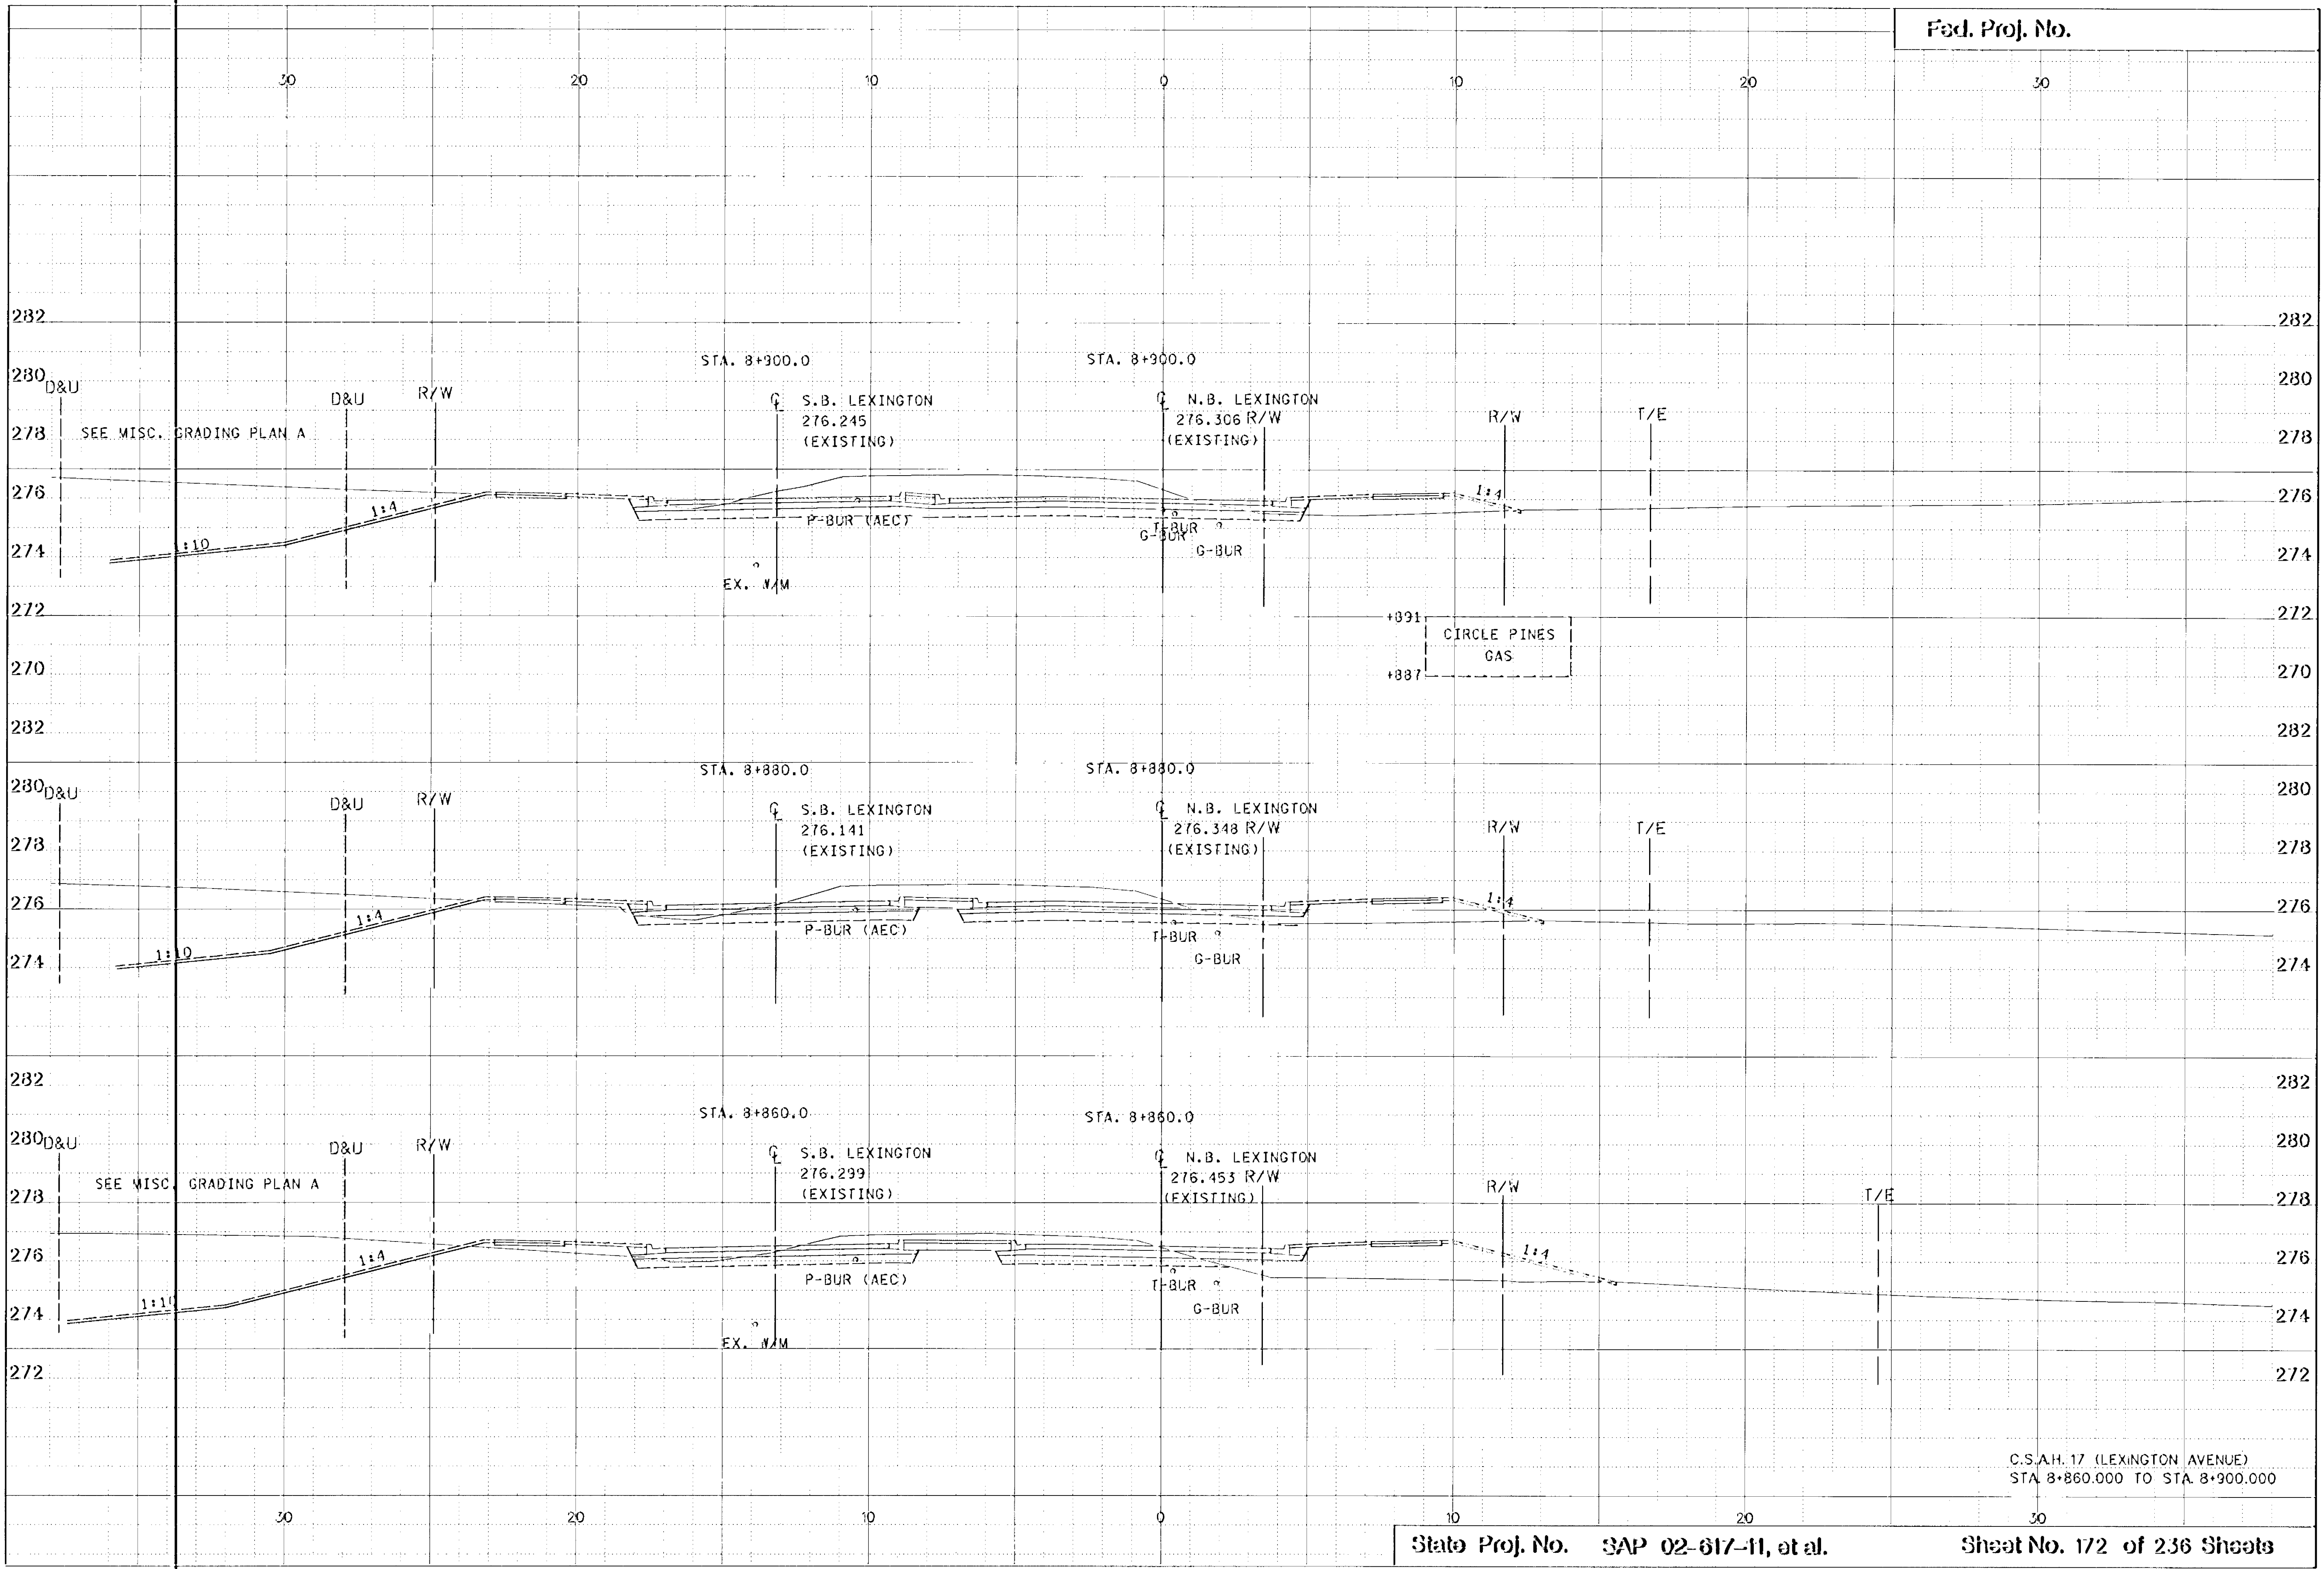 Fed. Proj. No.
30 20 10 0 10 20 30
282 282
STA. 8+900.0 STA. 8+900.0
280 280
D&U D&U R/W
℄ S.B. LEXINGTON
276.245
(EXISTING)
℄ N.B. LEXINGTON
276.306 R/W
(EXISTING)
R/W T/E
278 SEE MISC. GRADING PLAN A 278
276 276
1:4 1:4
P-BUR (AEC) T-BUR
G-BUR
G-BUR
274 1:10 274
EX. W/M
272 272
+891
CIRCLE PINES
GAS
+887
270 270
282 282
STA. 8+880.0 STA. 8+880.0
280 280
D&U D&U R/W
℄ S.B. LEXINGTON
276.141
(EXISTING)
℄ N.B. LEXINGTON
276.348 R/W
(EXISTING)
R/W T/E
278 278
276 276
1:4 1:4
P-BUR (AEC) T-BUR
G-BUR
274 1:10 274
282 282
STA. 8+860.0 STA. 8+860.0
280 280
D&U D&U R/W
℄ S.B. LEXINGTON
276.299
(EXISTING)
℄ N.B. LEXINGTON
276.453 R/W
(EXISTING)
R/W T/E
278 SEE MISC. GRADING PLAN A 278
276 276
1:4 1:4
P-BUR (AEC) T-BUR
G-BUR
274 1:10 274
EX. W/M
272 272
C.S.A.H. 17 (LEXINGTON AVENUE)
STA. 8+860.000 TO STA. 8+900.000
30 20 10 0 10 20 30
State Proj. No. SAP 02-617-11, et al. Sheet No. 172 of 236 Sheets